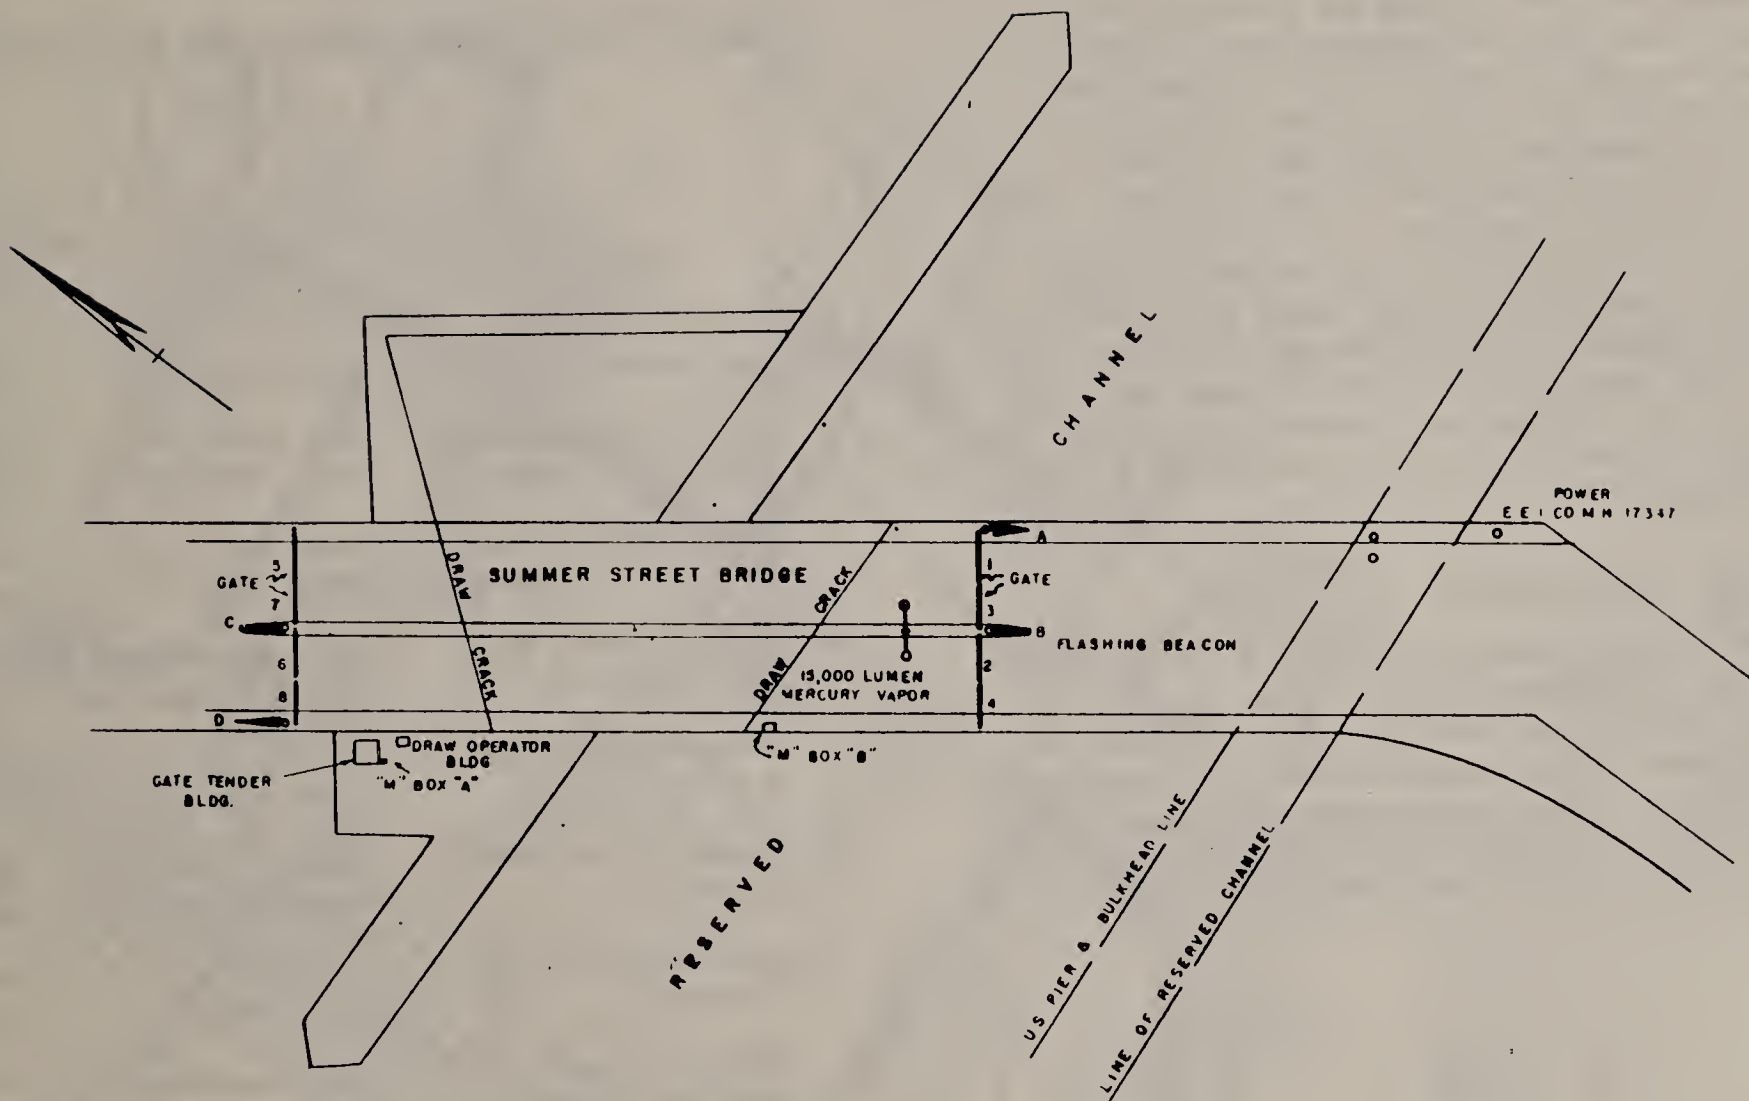 CHANNEL
POWER
E E I CO M H 17347
A
5
GATE
7
DRAW
SUMMER STREET BRIDGE
CRACK
1
GATE
3
C
B
FLASHING BEACON
6
CRACK
15,000 LUMEN
MERCURY VAPOR
DRAW
2
8
4
D
DRAW OPERATOR
BLDG
"M" BOX "B"
GATE TENDER
BLDG.
"M" BOX "A"
RESERVED
US PIER & BULKHEAD LINE
LINE OF RESERVED CHANNEL